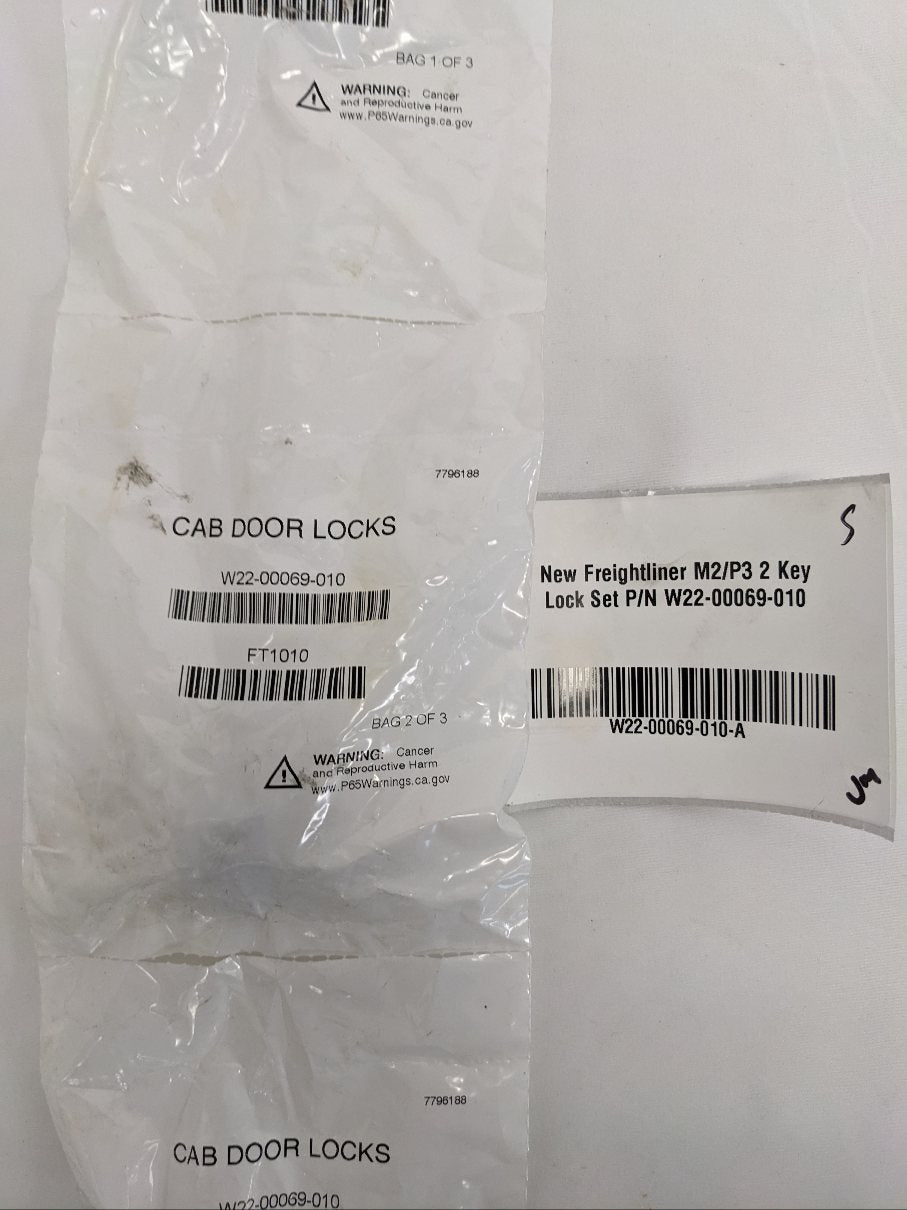 BAG 1 OF 3
WARNING: Cancer
and Reproductive Harm
www.P65Warnings.ca.gov
7796188
CAB DOOR LOCKS
W22-00069-010
FT1010
BAG 2 OF 3
WARNING: Cancer
and Reproductive Harm
www.P65Warnings.ca.gov
S
New Freightliner M2/P3 2 Key
Lock Set P/N W22-00069-010
W22-00069-010-A
JM
7796188
CAB DOOR LOCKS
W22-00069-010